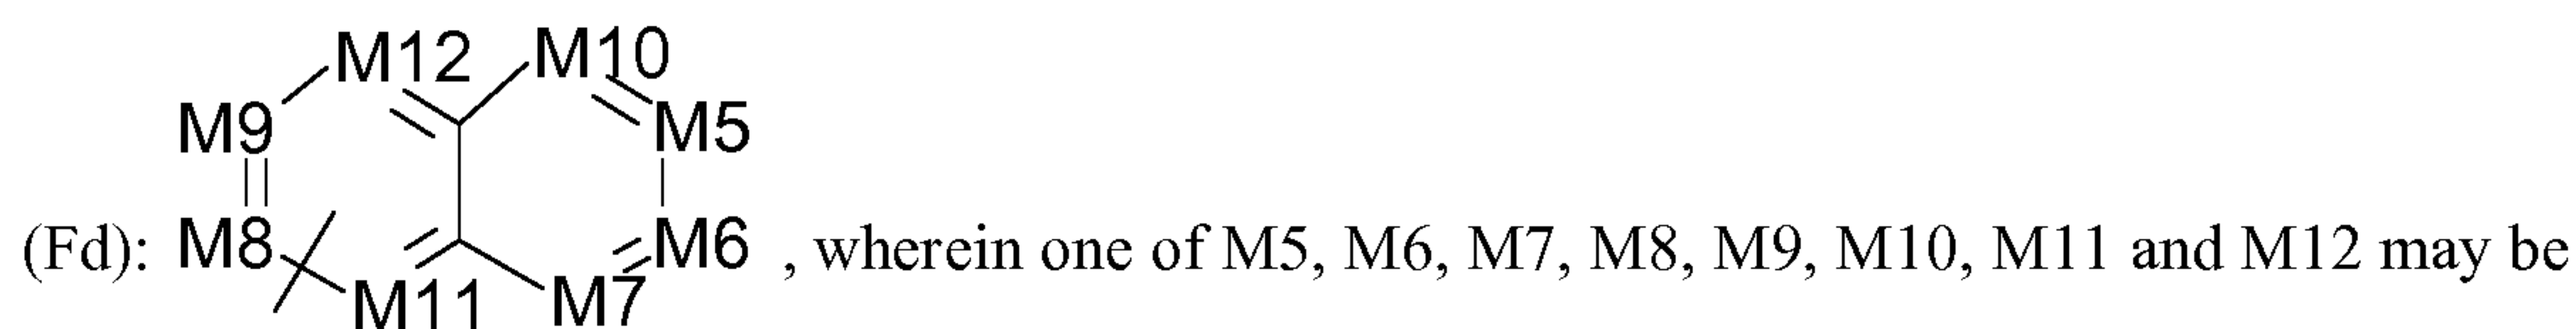 M12 M10
M9 M5
(Fd): M8 M6 , wherein one of M5, M6, M7, M8, M9, M10, M11 and M12 may be
M11 M7